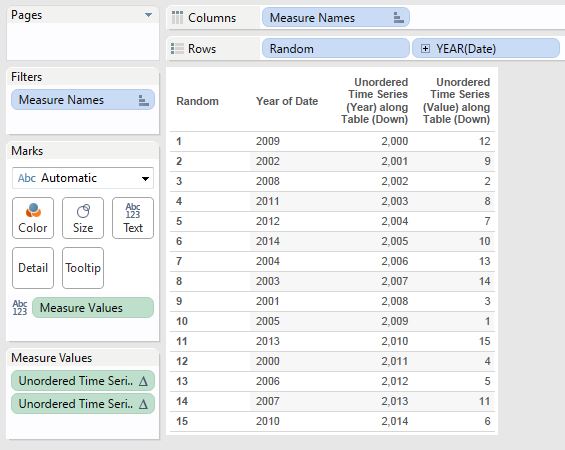 Pages
Columns Measure Names
Rows Random YEAR(Date)
Filters
Measure Names
Marks
Abc Automatic
Color Size Abc 123 Text
Detail Tooltip
Abc 123 Measure Values
Measure Values
Unordered Time Seri.. Δ
Unordered Time Seri.. Δ
Random Year of Date Unordered Time Series (Year) along Table (Down) Unordered Time Series (Value) along Table (Down)
1 2009 2,000 12
2 2002 2,001 9
3 2008 2,002 2
4 2011 2,003 8
5 2012 2,004 7
6 2014 2,005 10
7 2004 2,006 13
8 2003 2,007 14
9 2001 2,008 3
10 2005 2,009 1
11 2013 2,010 15
12 2000 2,011 4
13 2006 2,012 5
14 2007 2,013 11
15 2010 2,014 6